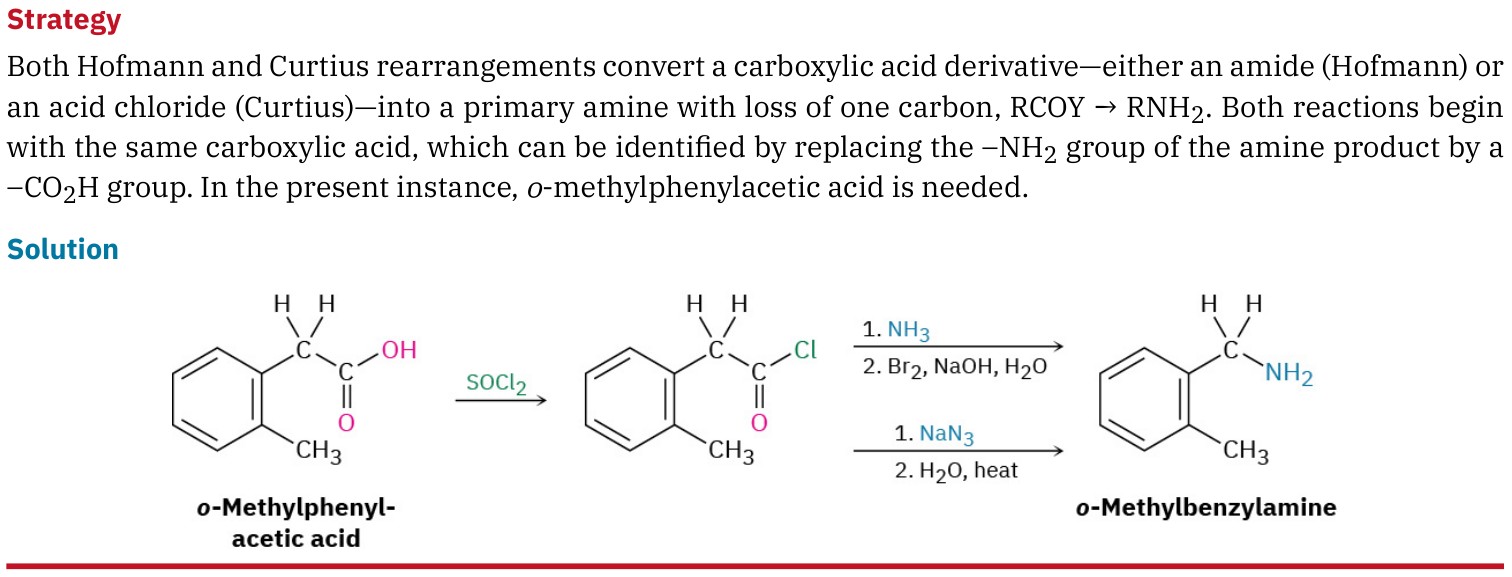 Strategy
Both Hofmann and Curtius rearrangements convert a carboxylic acid derivative—either an amide (Hofmann) or
an acid chloride (Curtius)—into a primary amine with loss of one carbon, RCOY → RNH₂. Both reactions begin
with the same carboxylic acid, which can be identified by replacing the –NH₂ group of the amine product by a
–CO₂H group. In the present instance, o-methylphenylacetic acid is needed.
Solution
H H
C
OH
C
O
CH₃
o-Methylphenyl-
acetic acid
SOCl₂
H H
C
Cl
C
O
CH₃
1. NH₃
2. Br₂, NaOH, H₂O
1. NaN₃
2. H₂O, heat
H H
C
NH₂
CH₃
o-Methylbenzylamine